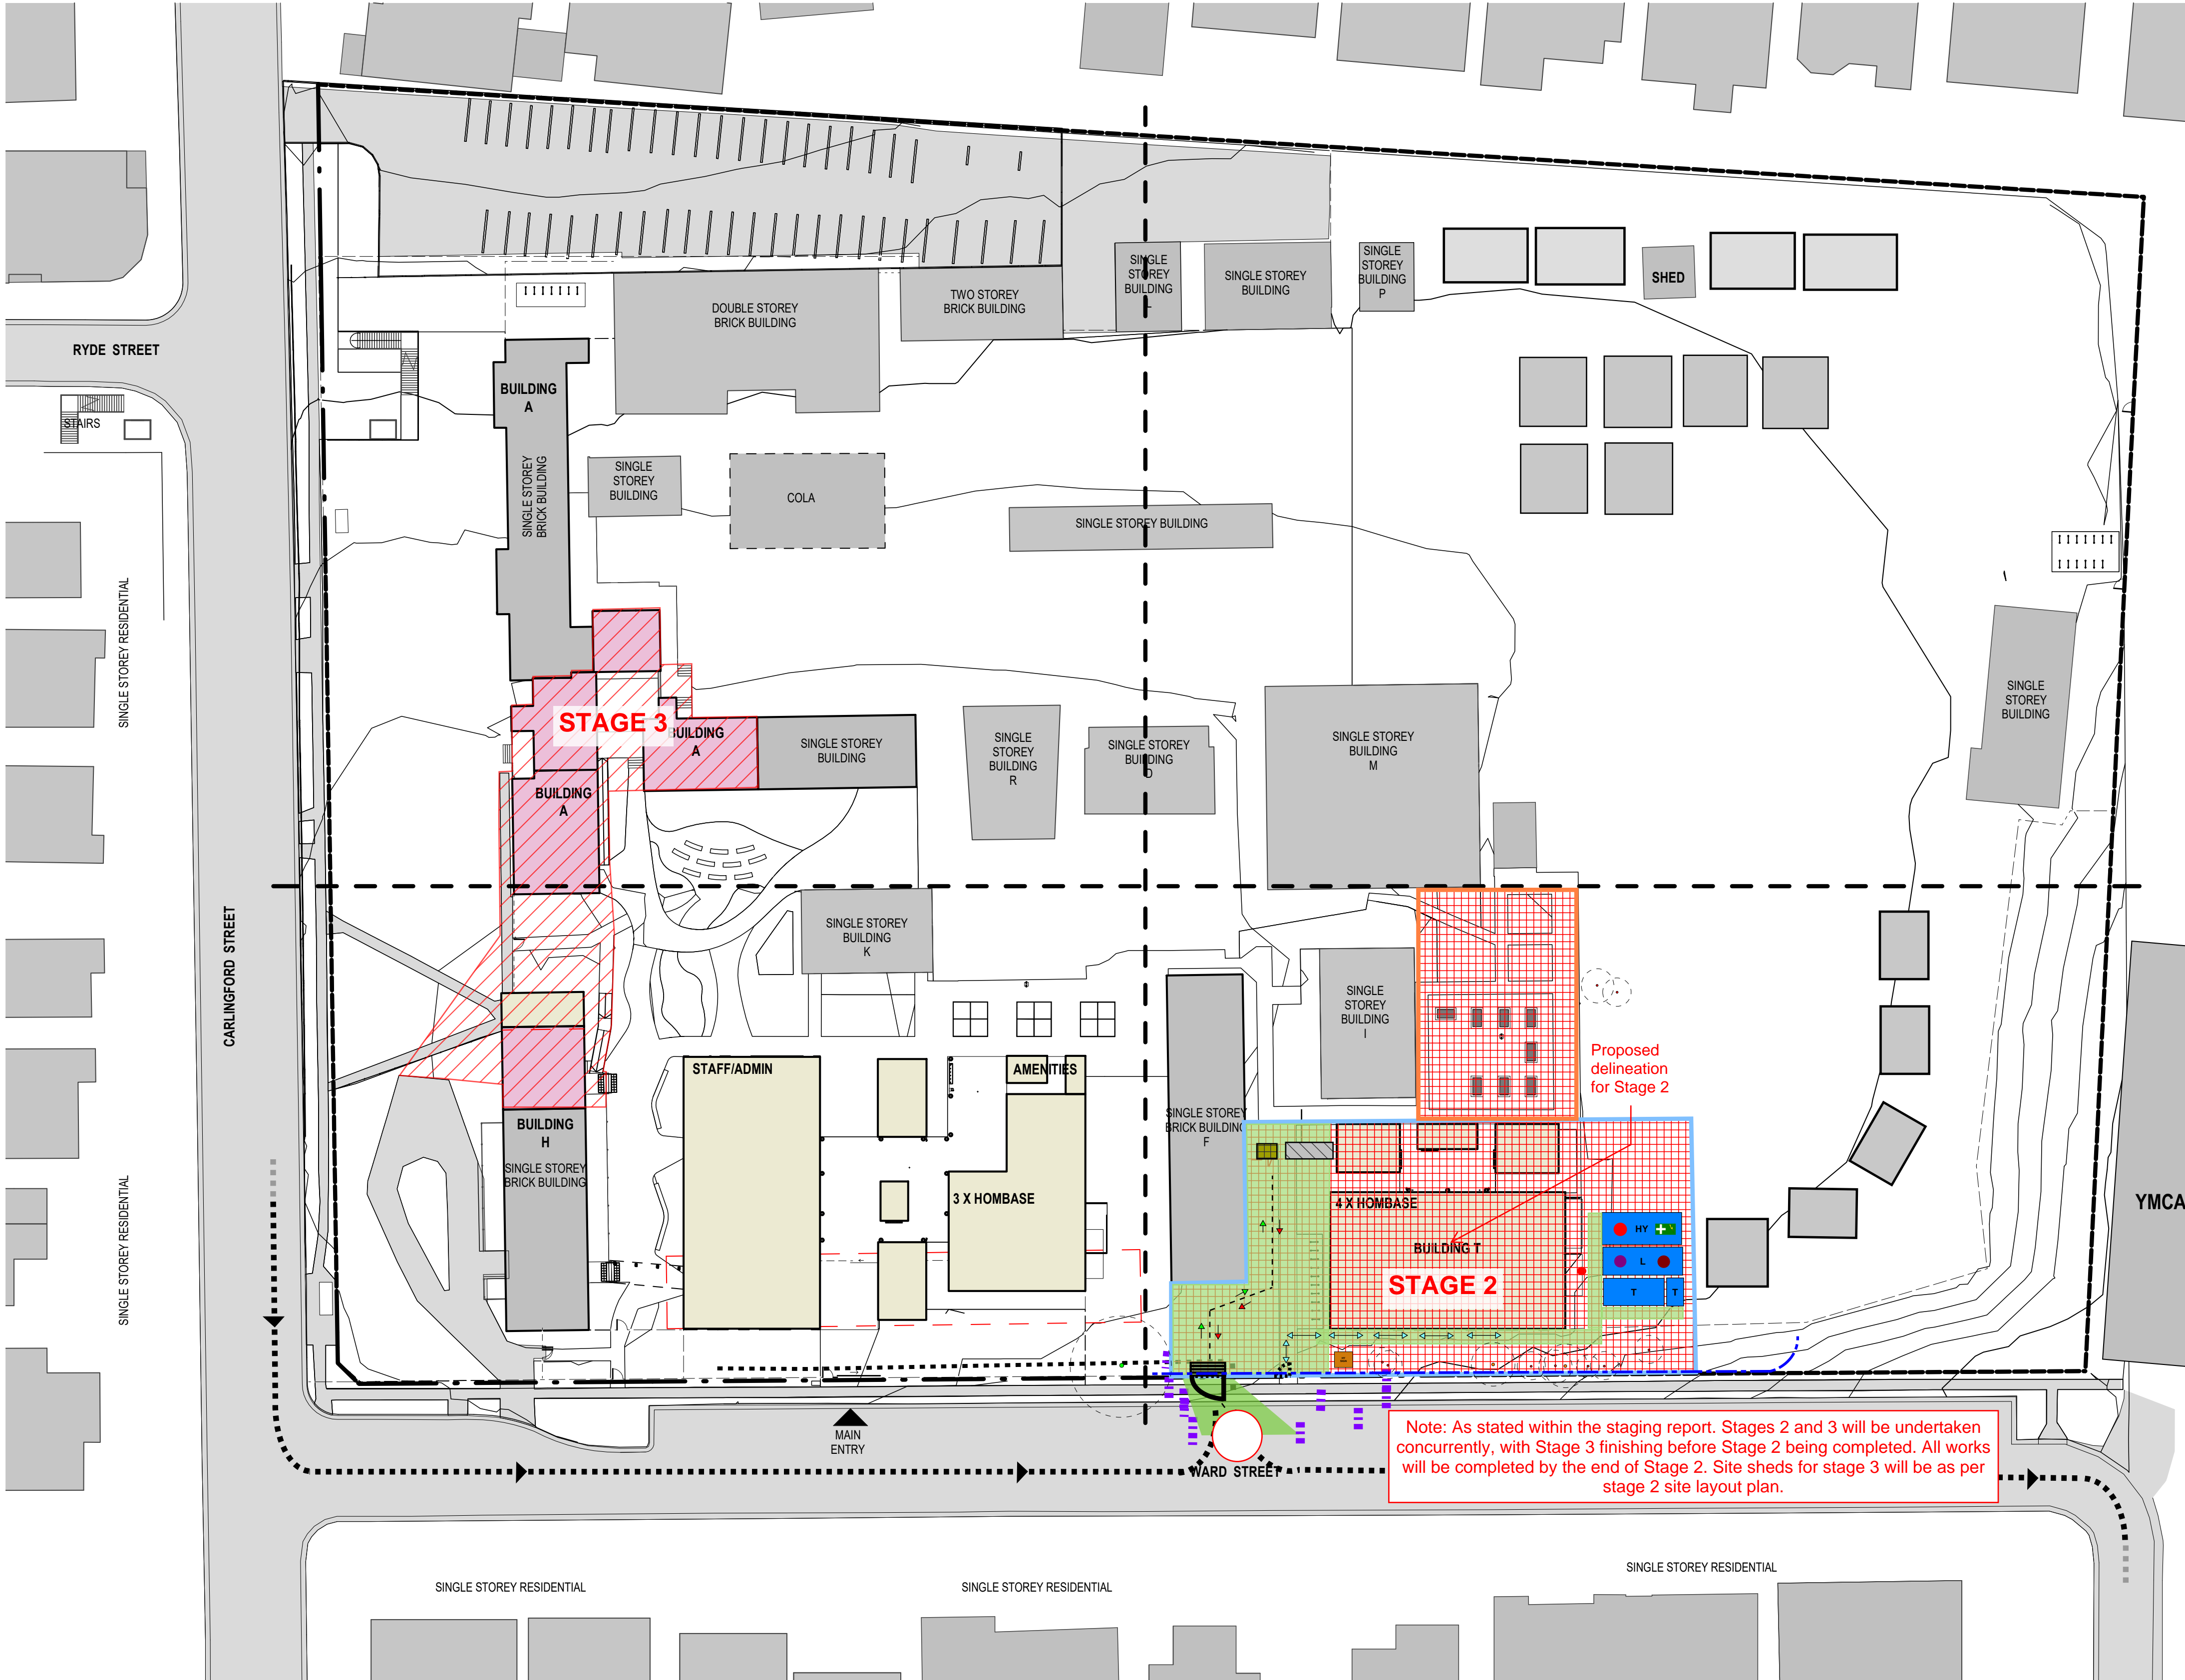 RYDE STREET
STAIRS
DOUBLE STOREY
BRICK BUILDING
TWO STOREY
BRICK BUILDING
SINGLE
STOREY
BUILDING
L
SINGLE STOREY
BUILDING
SINGLE
STOREY
BUILDING
P
SHED
BUILDING
A
SINGLE STOREY
BRICK BUILDING
SINGLE
STOREY
BUILDING
COLA
SINGLE STOREY BUILDING
SINGLE STOREY RESIDENTIAL
STAGE 3
BUILDING
A
SINGLE STOREY
BUILDING
SINGLE
STOREY
BUILDING
R
SINGLE STOREY
BUILDING
O
SINGLE STOREY
BUILDING
M
SINGLE
STOREY
BUILDING
BUILDING
A
CARLINGFORD STREET
SINGLE STOREY
BUILDING
K
SINGLE
STOREY
BUILDING
I
Proposed
delineation
for Stage 2
STAFF/ADMIN
AMENITIES
SINGLE STOREY
BRICK BUILDING
F
BUILDING
H
SINGLE STOREY
BRICK BUILDING
3 X HOMBASE
4 X HOMBASE
BUILDING T
STAGE 2
HY
L
T
T
YMCA
SINGLE STOREY RESIDENTIAL
MAIN
ENTRY
WARD STREET
Note: As stated within the staging report. Stages 2 and 3 will be undertaken
concurrently, with Stage 3 finishing before Stage 2 being completed. All works
will be completed by the end of Stage 2. Site sheds for stage 3 will be as per
stage 2 site layout plan.
SINGLE STOREY RESIDENTIAL
SINGLE STOREY RESIDENTIAL
SINGLE STOREY RESIDENTIAL